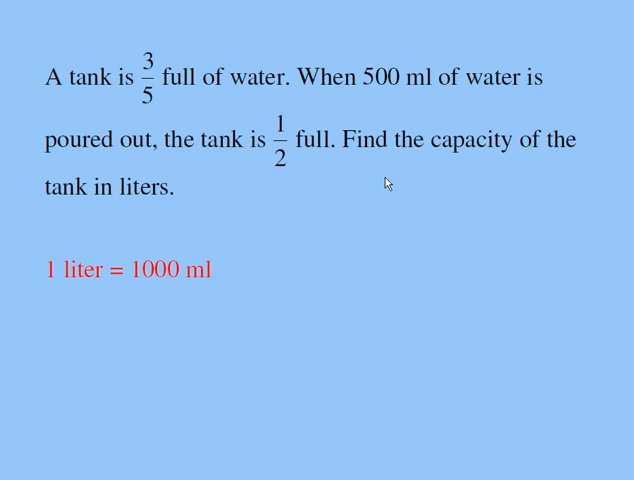 A tank is 3/5 full of water. When 500 ml of water is
poured out, the tank is 1/2 full. Find the capacity of the
tank in liters.
1 liter = 1000 ml